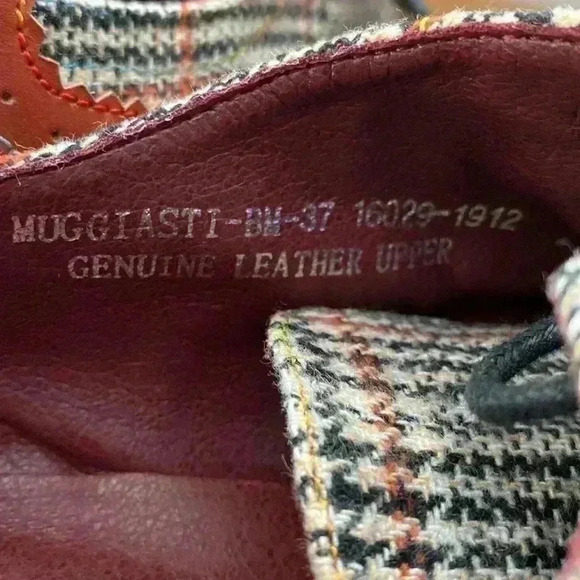 MUGGIASTI-BM-37 16029-1912
GENUINE LEATHER UPPER